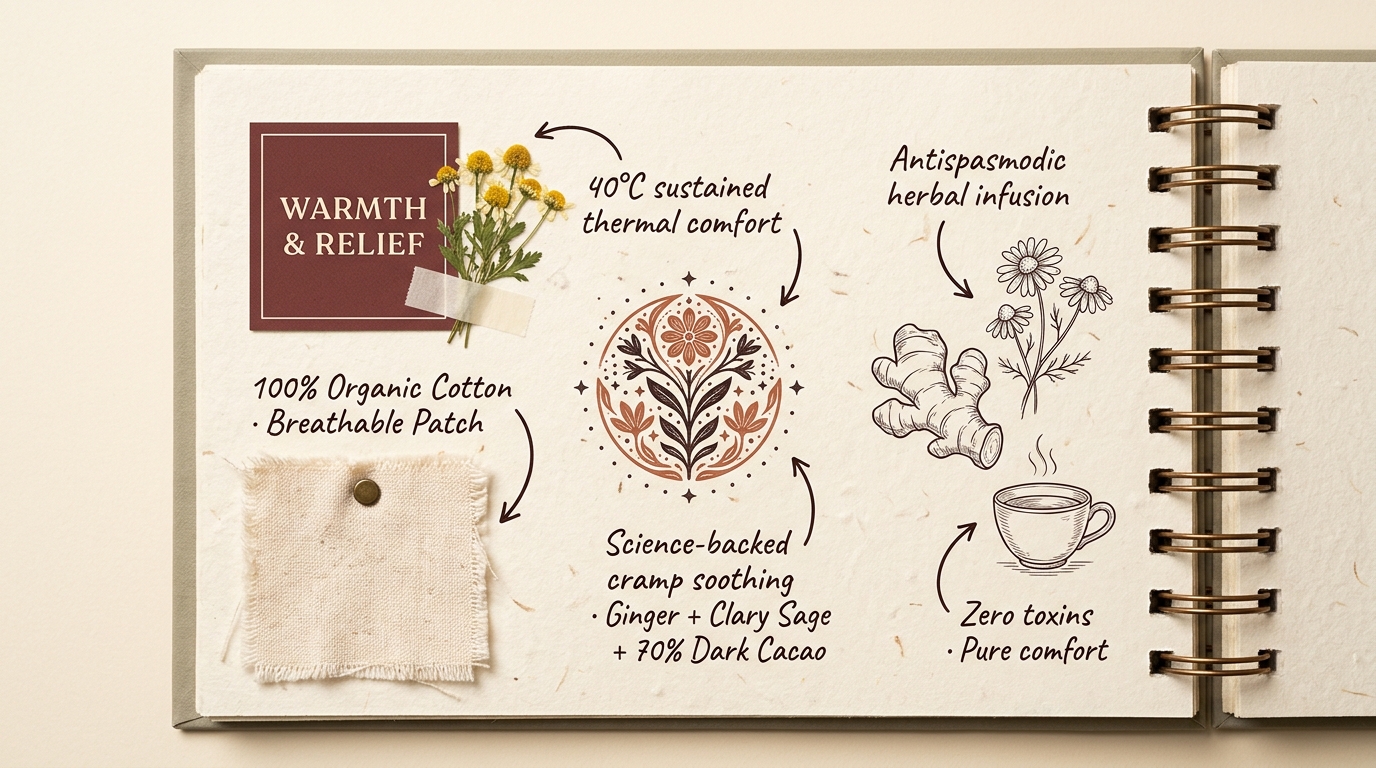 WARMTH
& RELIEF
40°C sustained
thermal comfort
Antispasmodic
herbal infusion
100% Organic Cotton
· Breathable Patch
Science-backed
cramp soothing
· Ginger + Clary Sage
+ 70% Dark Cacao
Zero toxins
· Pure comfort